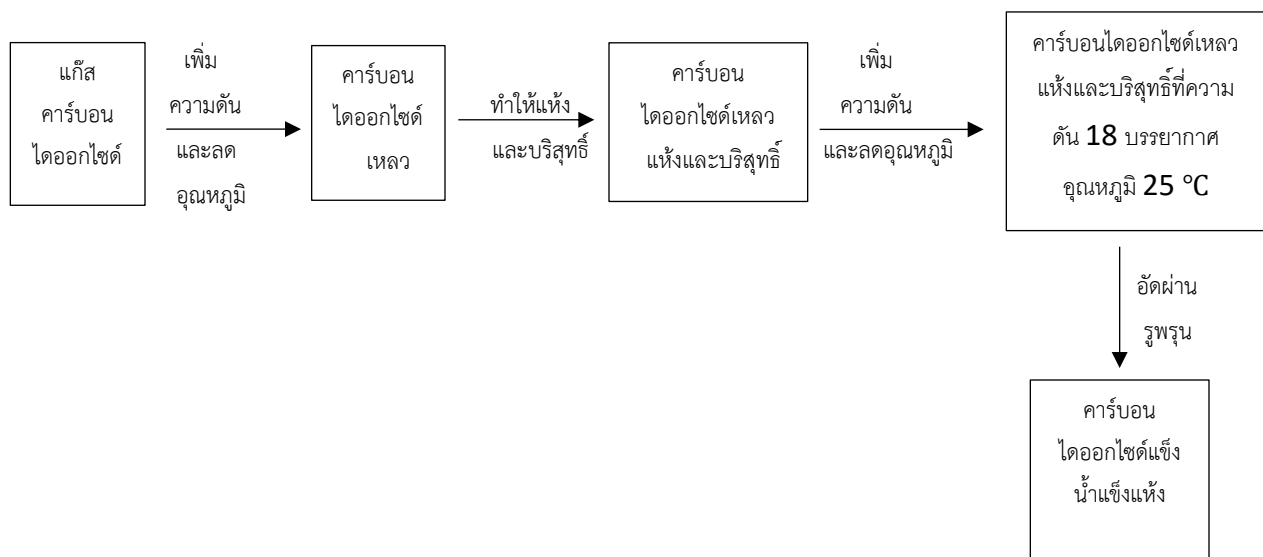 แก๊ส
คาร์บอน
ไดออกไซด์
เพิ่ม
ความดัน
และลด
อุณหภูมิ
คาร์บอน
ไดออกไซด์
เหลว
ทำให้แห้ง
และบริสุทธิ์
คาร์บอน
ไดออกไซด์เหลว
แห้งและบริสุทธิ์
เพิ่ม
ความดัน
และลดอุณหภูมิ
คาร์บอนไดออกไซด์เหลว
แห้งและบริสุทธิ์ที่ความ
ดัน 18 บรรยากาศ
อุณหภูมิ 25 °C
อัดผ่าน
รูพรุน
คาร์บอน
ไดออกไซด์แข็ง
น้ำแข็งแห้ง